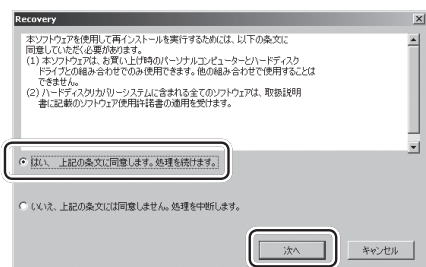 Recovery
本ソフトウェアを使用して再インストールを実行するためには、以下の条文に
同意していただく必要があります。
(1) 本ソフトウェアは、お買い上げ時のパーソナルコンピューターとハードディスク
ドライブとの組み合わせでのみ使用できます。他の組み合わせで使用することは
できません。
(2) ハードディスクリカバリーシステムに含まれる全てのソフトウェアは、取扱説明
書に記載のソフトウェア使用許諾書の適用を受けます。
はい、 上記の条文に同意します。処理を続けます。
いいえ、上記の条文には同意しません。処理を中断します。
次へ
キャンセル